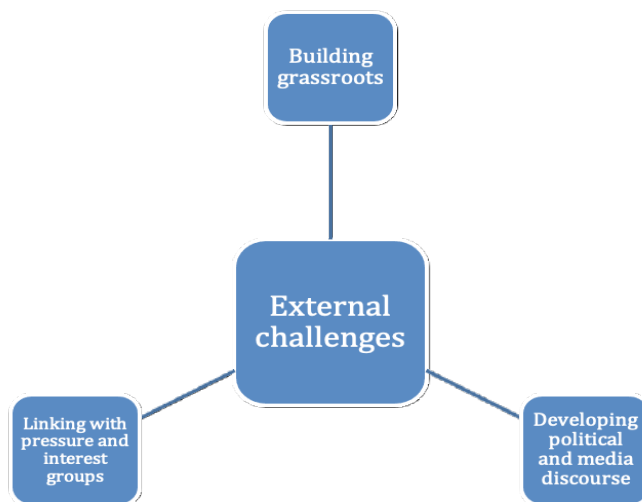 Building
grassroots
External
challenges
Linking with
pressure and
interest
groups
Developing
political
and media
discourse